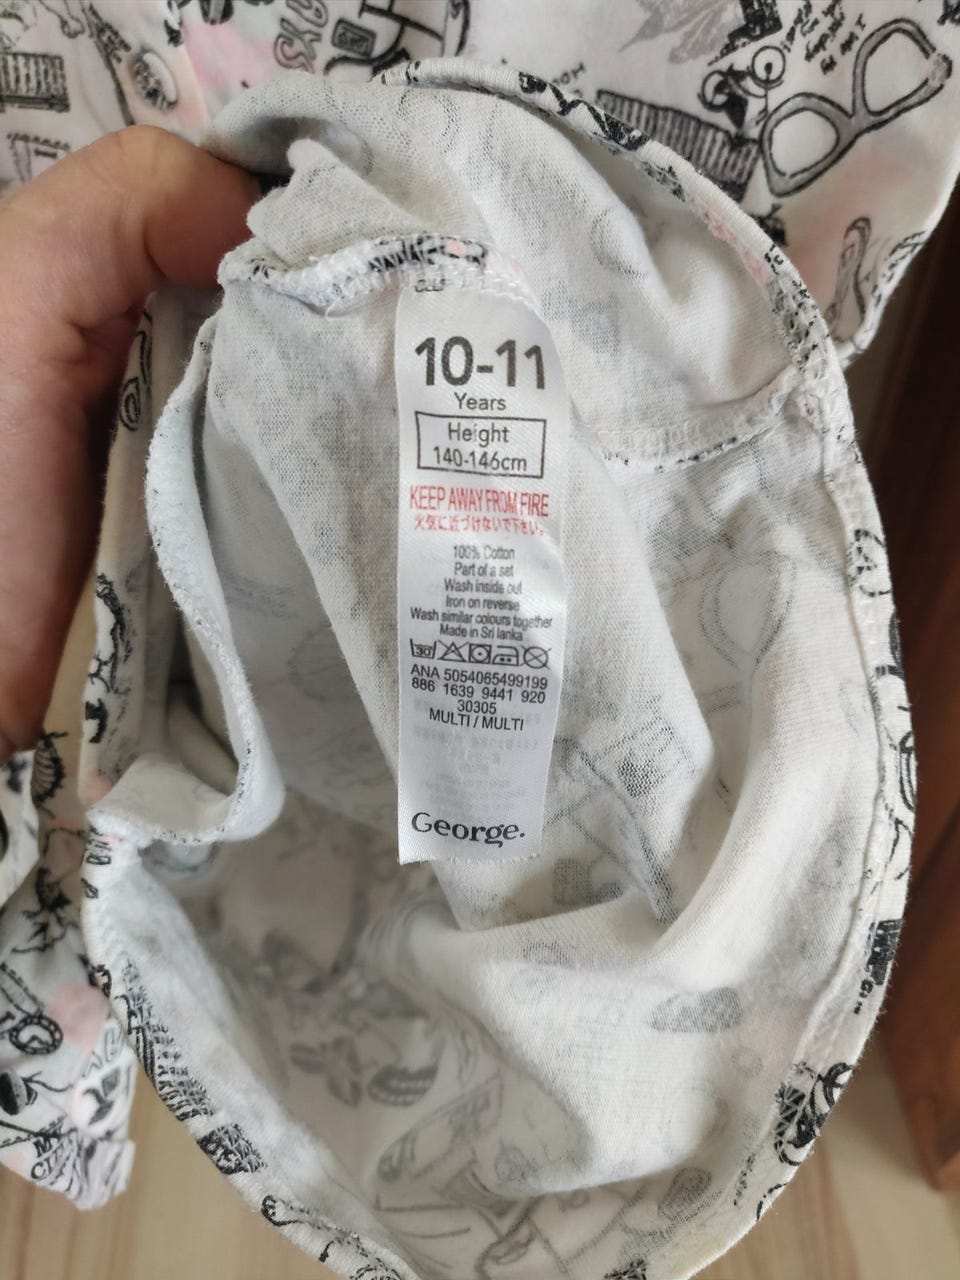 10-11
Years
Height
140-146cm
KEEP AWAY FROM FIRE
火気に近づけないで下さい。
100% Cotton
Part of a set
Wash inside out
Iron on reverse
Wash similar colours together
Made in Sri lanka
30
ANA 5054065499199
886 1639 9441 920
30305
MULTI / MULTI
George.